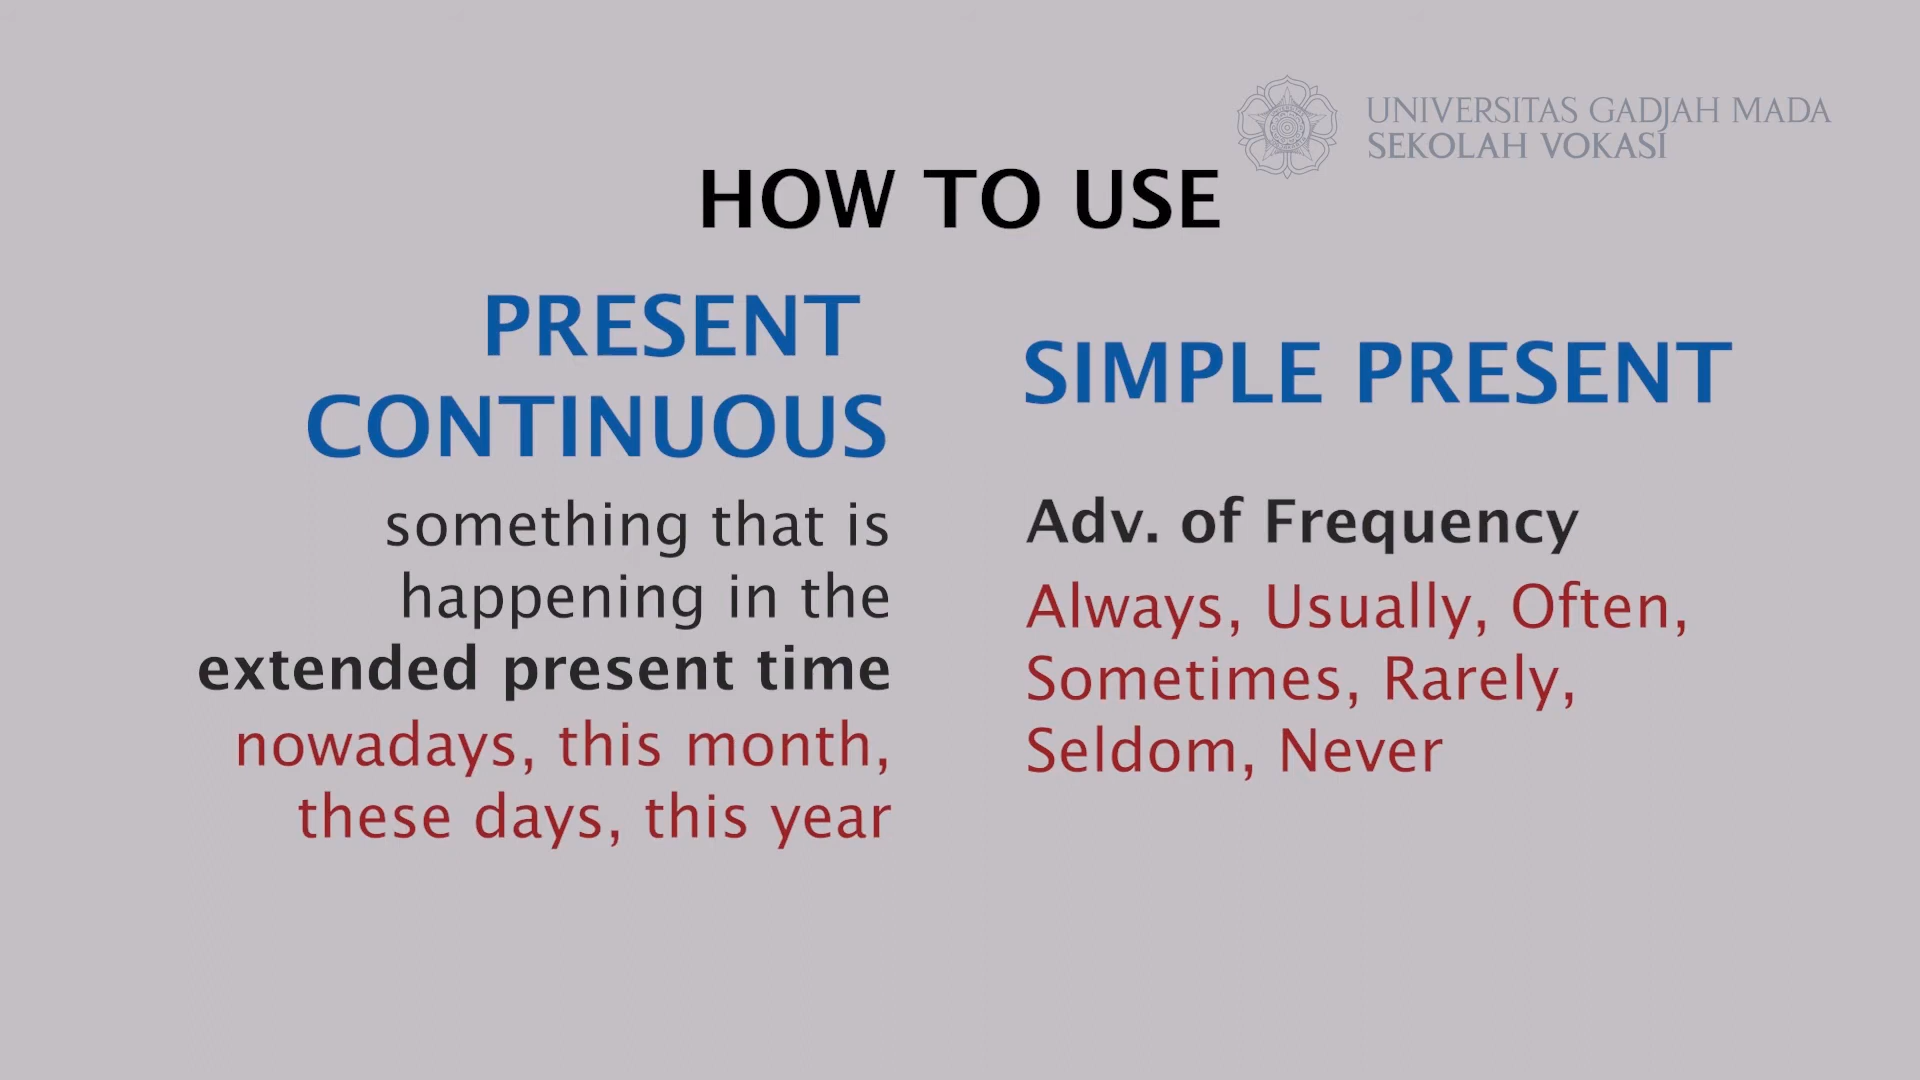 UNIVERSITAS GADJAH MADA
SEKOLAH VOKASI
HOW TO USE
PRESENT
CONTINUOUS
something that is
happening in the
extended present time
nowadays, this month,
these days, this year
SIMPLE PRESENT
Adv. of Frequency
Always, Usually, Often,
Sometimes, Rarely,
Seldom, Never